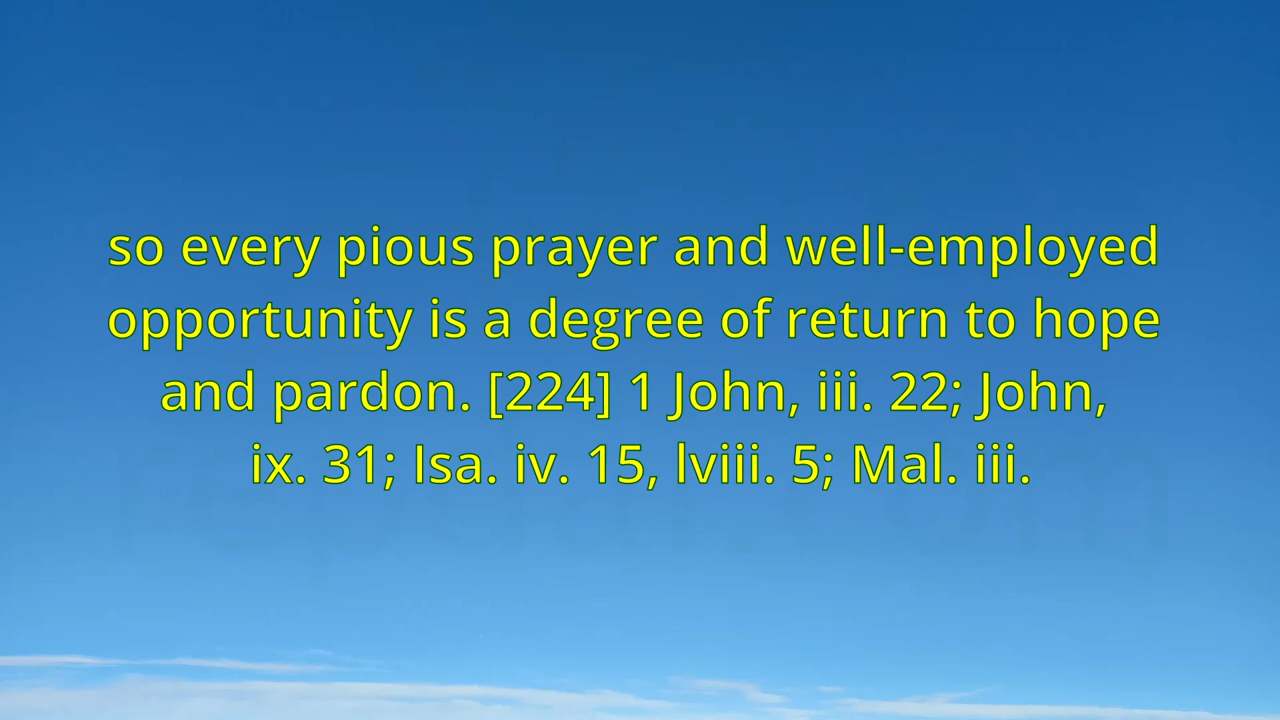 so every pious prayer and well-employed
opportunity is a degree of return to hope
and pardon. [224] 1 John, iii. 22; John,
ix. 31; Isa. iv. 15, lviii. 5; Mal. iii.